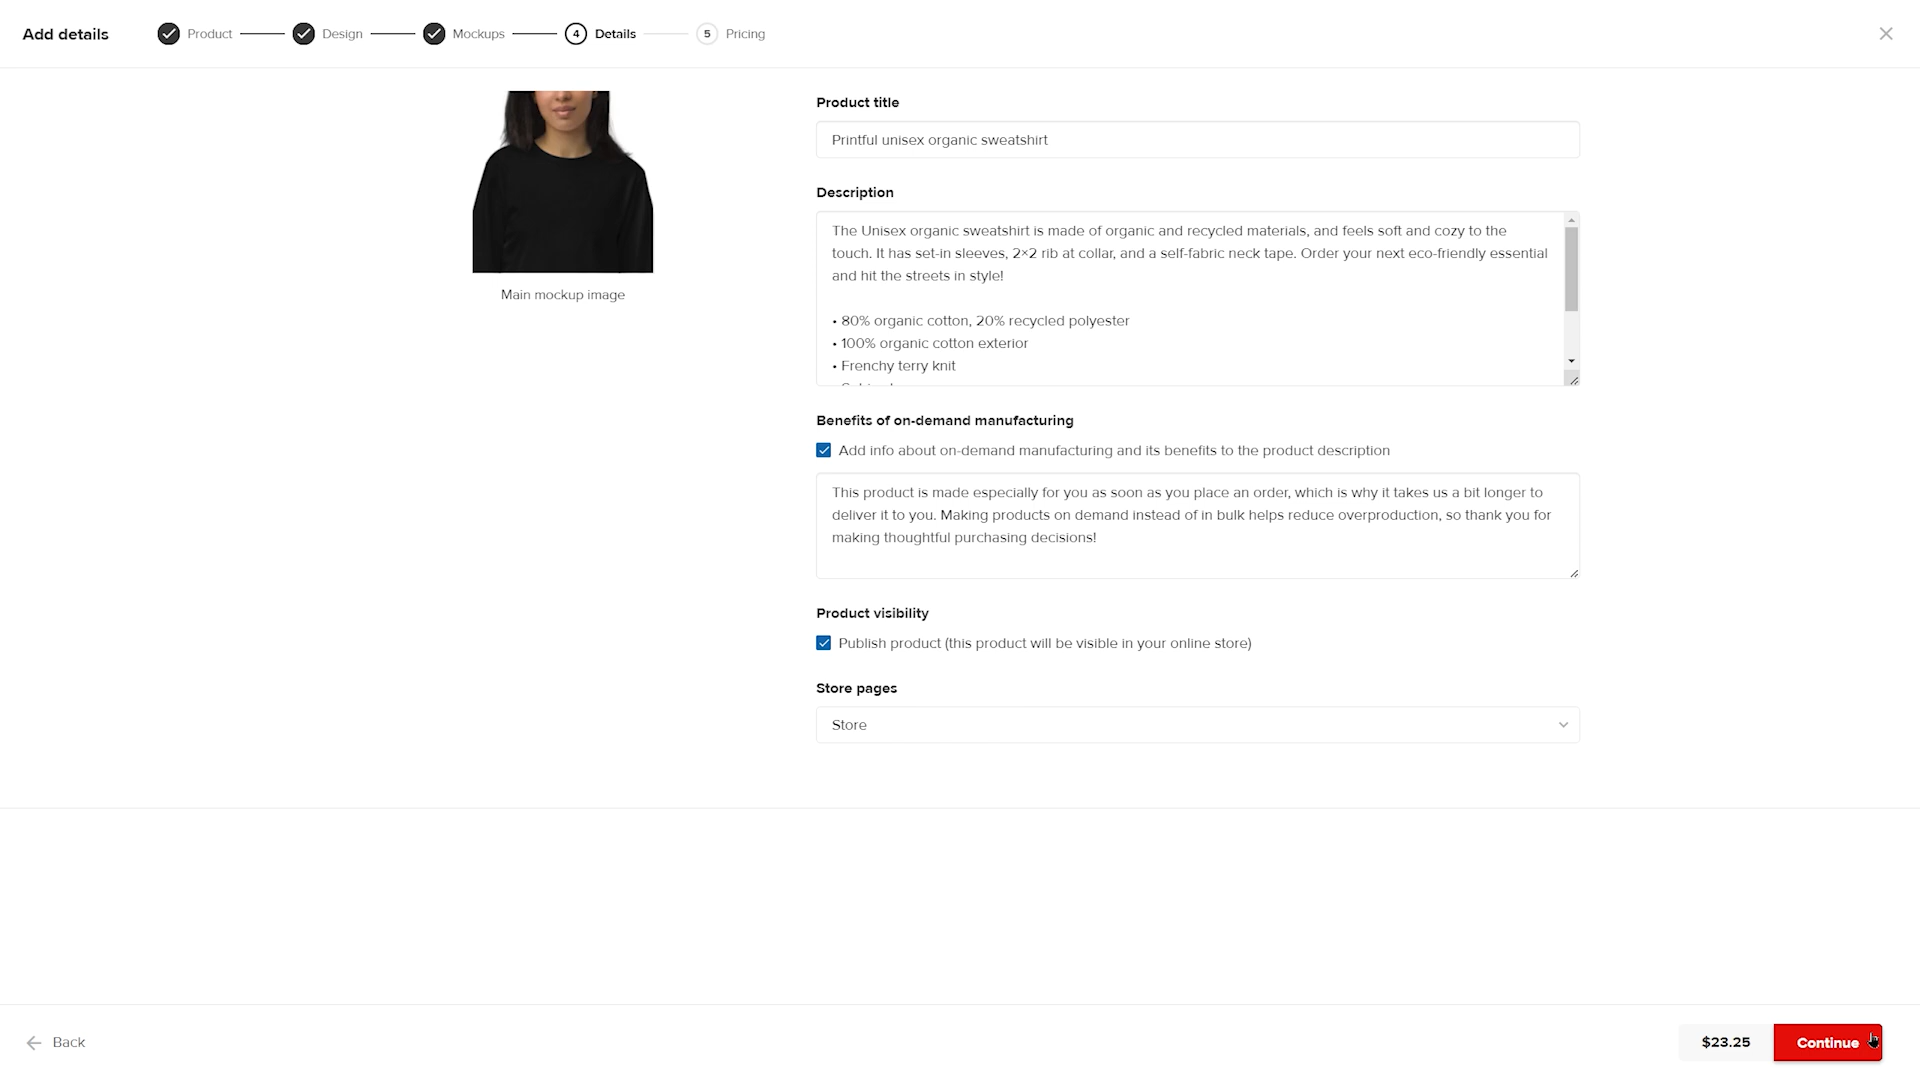 Add details
Product
Design
Mockups
4 Details
5 Pricing
Main mockup image
Product title
Printful unisex organic sweatshirt
Description
The Unisex organic sweatshirt is made of organic and recycled materials, and feels soft and cozy to the
touch. It has set-in sleeves, 2×2 rib at collar, and a self-fabric neck tape. Order your next eco-friendly essential
and hit the streets in style!
• 80% organic cotton, 20% recycled polyester
• 100% organic cotton exterior
• Frenchy terry knit
Benefits of on-demand manufacturing
Add info about on-demand manufacturing and its benefits to the product description
This product is made especially for you as soon as you place an order, which is why it takes us a bit longer to
deliver it to you. Making products on demand instead of in bulk helps reduce overproduction, so thank you for
making thoughtful purchasing decisions!
Product visibility
Publish product (this product will be visible in your online store)
Store pages
Store
Back
$23.25
Continue